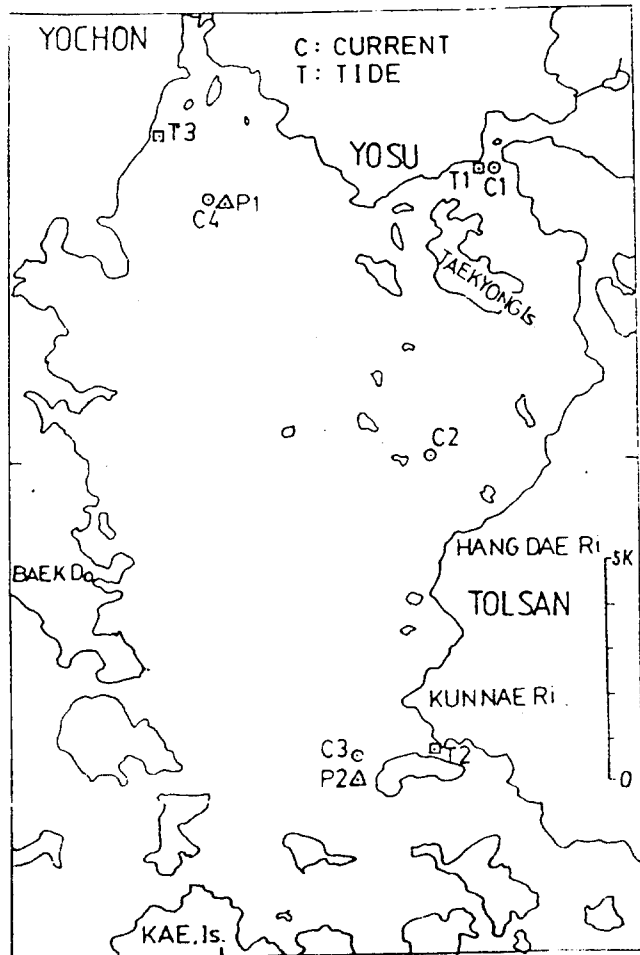 YOCHON
C: CURRENT
T: TIDE
T3
YOSU
T1 C1
C4 P1
TAEKYONG Is.
C2
HANG DAE Ri
5K
BAEK Do
TOLSAN
KUNNAE Ri.
C3 T2
P2
0
KAE. Is.